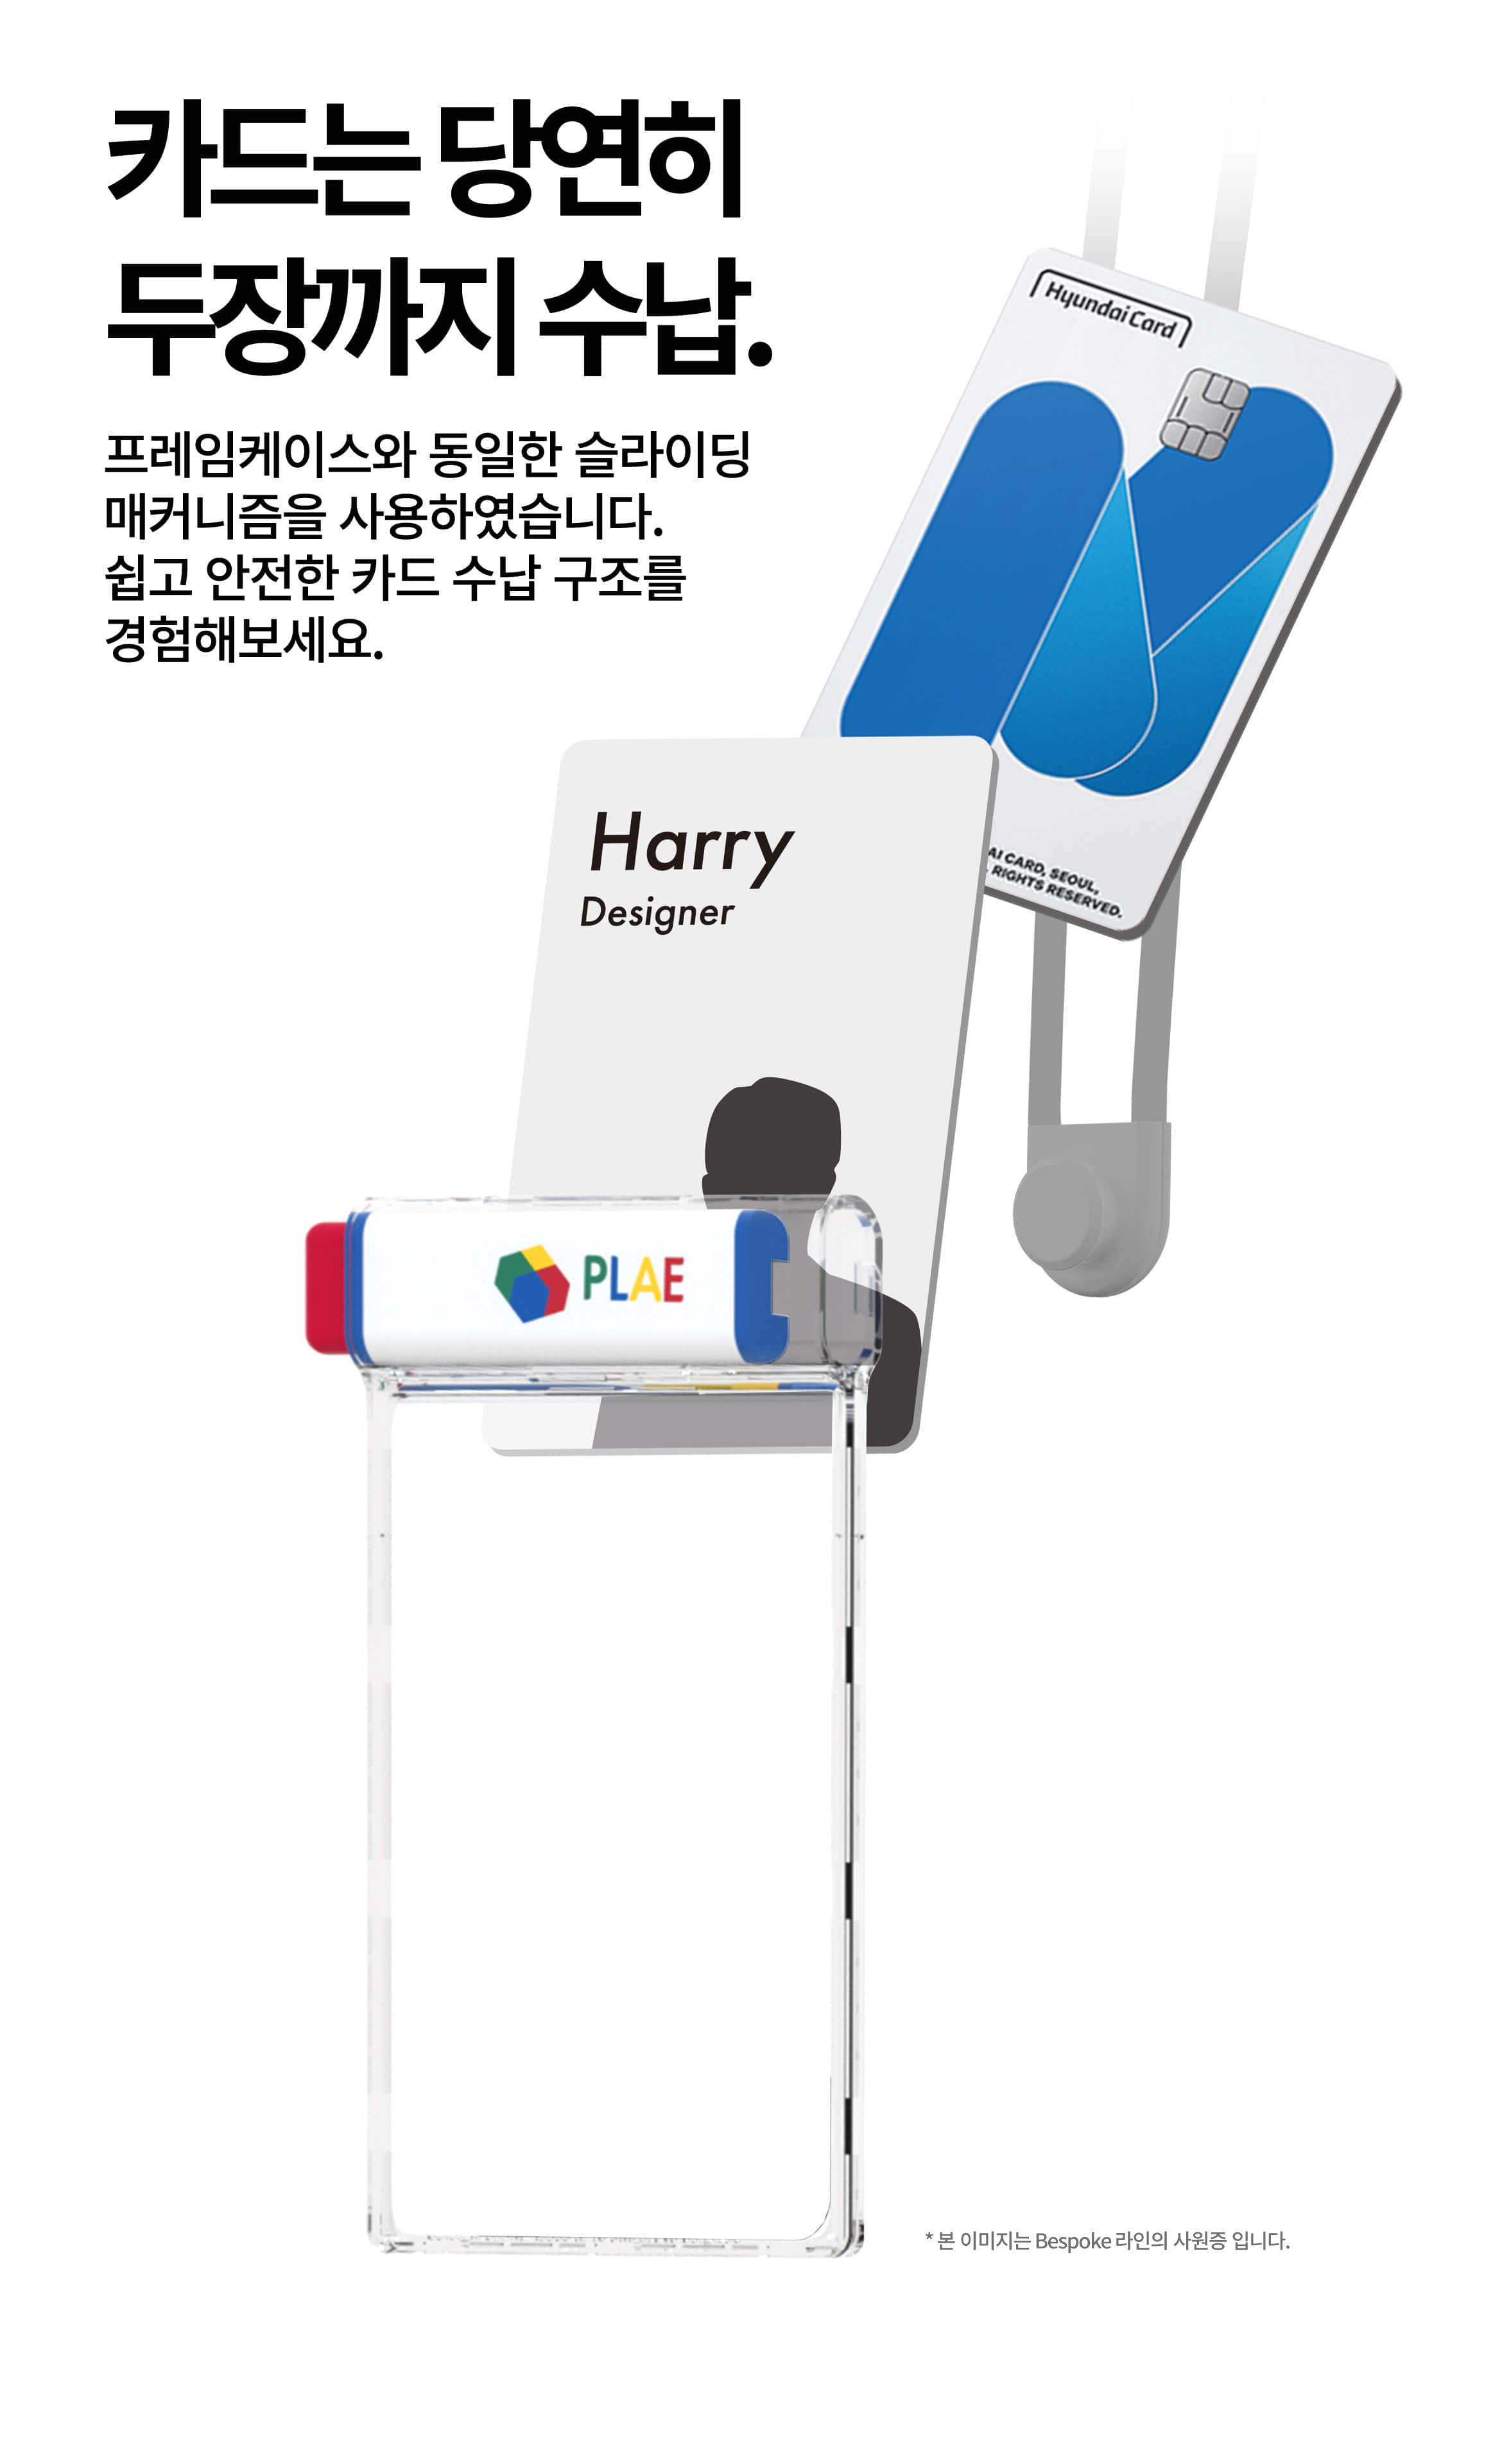 카드는 당연히
두장까지 수납.
프레임케이스와 동일한 슬라이딩
매커니즘을 사용하였습니다.
쉽고 안전한 카드 수납 구조를
경험해보세요.
Hyundai Card
AI CARD, SEOUL,
RIGHTS RESERVED.
Harry
Designer
PLAE
* 본 이미지는 Bespoke 라인의 사원증 입니다.